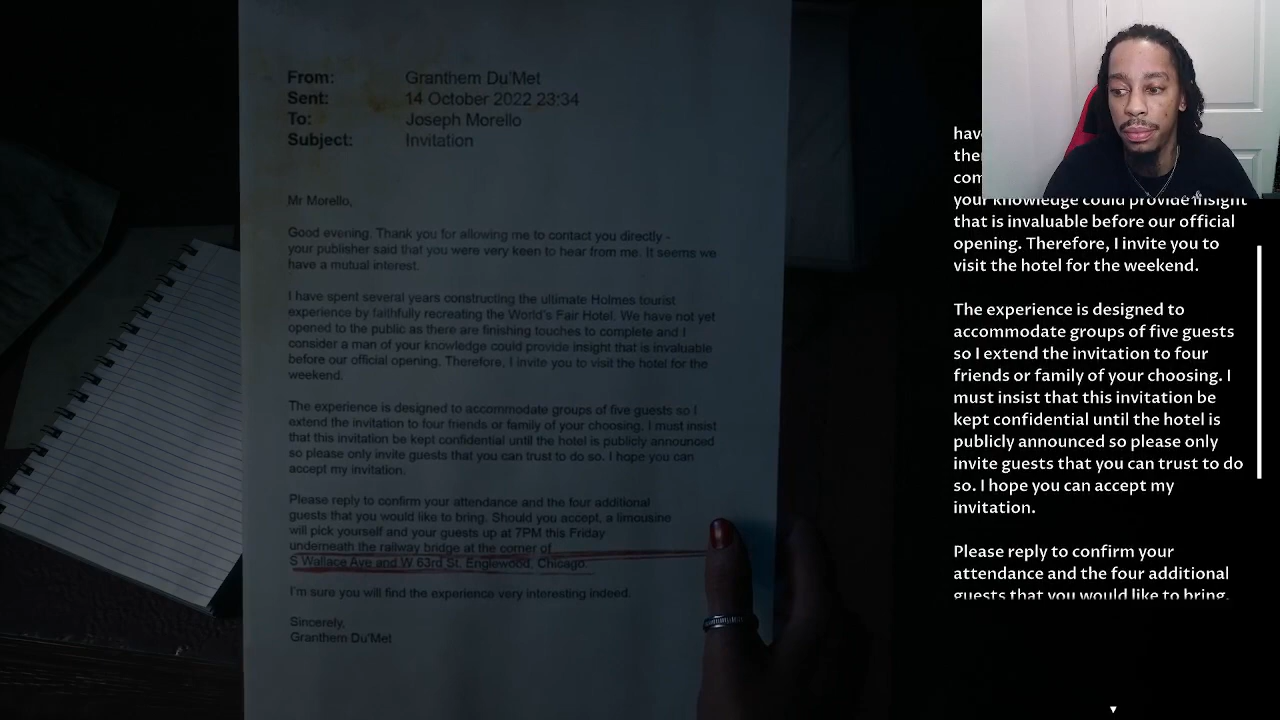 From: Granthem Du'Met
Sent: 14 October 2022 23:34
To: Joseph Morello
Subject: Invitation
Mr Morello,
Good evening. Thank you for allowing me to contact you directly -
your publisher said that you were very keen to hear from me. It seems we
have a mutual interest.
I have spent several years constructing the ultimate Holmes tourist
experience by faithfully recreating the World's Fair Hotel. We have not yet
opened to the public as there are finishing touches to complete and I
consider a man of your knowledge could provide insight that is invaluable
before our official opening. Therefore, I invite you to visit the hotel for the
weekend.
The experience is designed to accommodate groups of five guests so I
extend the invitation to four friends or family of your choosing. I must insist
that this invitation be kept confidential until the hotel is publicly announced
so please only invite guests that you can trust to do so. I hope you can
accept my invitation.
Please reply to confirm your attendance and the four additional
guests that you would like to bring. Should you accept, a limousine
will pick yourself and your guests up at 7PM this Friday
underneath the railway bridge at the corner of
S Wallace Ave and W 63rd St. Englewood, Chicago.
I'm sure you will find the experience very interesting indeed.
Sincerely,
Granthem Du'Met
your knowledge could provide insight
that is invaluable before our official
opening. Therefore, I invite you to
visit the hotel for the weekend.
The experience is designed to
accommodate groups of five guests
so I extend the invitation to four
friends or family of your choosing. I
must insist that this invitation be
kept confidential until the hotel is
publicly announced so please only
invite guests that you can trust to do
so. I hope you can accept my
invitation.
Please reply to confirm your
attendance and the four additional
guests that you would like to bring.